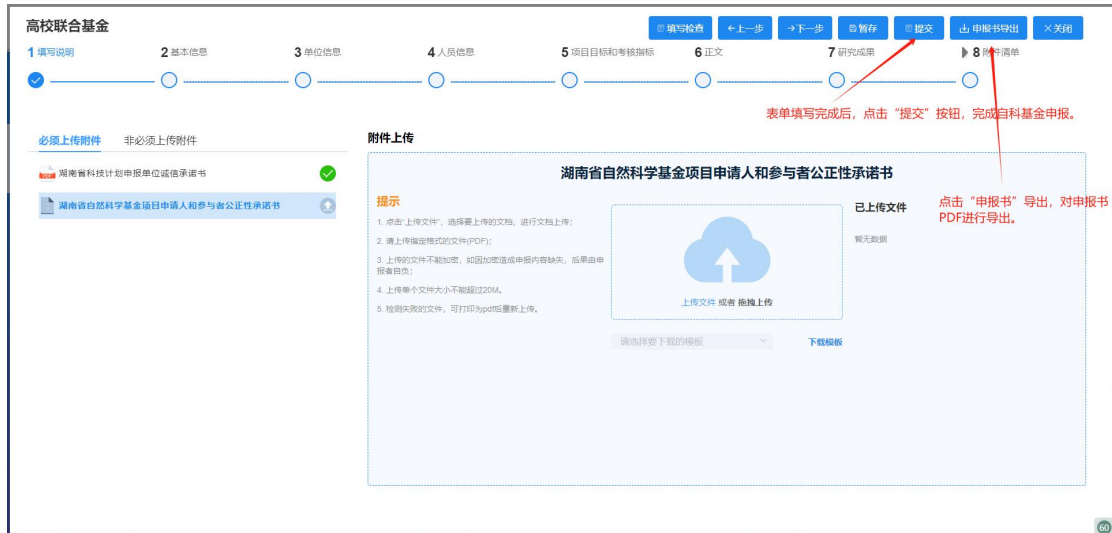 高校联合基金
填写检查
←上一步
→下一步
暂存
提交
申报书导出
×关闭
1 填写说明
2 基本信息
3 单位信息
4 人员信息
5 项目目标和考核指标
6 正文
7 研究成果
8 附件清单
表单填写完成后，点击“提交”按钮，完成自科基金申报。
必须上传附件
非必须上传附件
附件上传
PDF
湖南省科技计划申报单位诚信承诺书
湖南省自然科学基金项目申请人和参与者公正性承诺书
湖南省自然科学基金项目申请人和参与者公正性承诺书
提示
1. 点击“上传文件”，选择要上传的文档，进行文档上传；
2. 请上传指定格式的文件(PDF)；
3. 上传的文件不能加密，如因加密造成申报内容缺失，后果由申
报者自负；
4. 上传单个文件大小不能超过20M。
5. 检测失败的文件，可打印为pdf后重新上传。
上传文件 或者 拖拽上传
请选择要下载的模板
下载模板
已上传文件
暂无数据
点击“申报书”导出，对申报书
PDF进行导出。
60